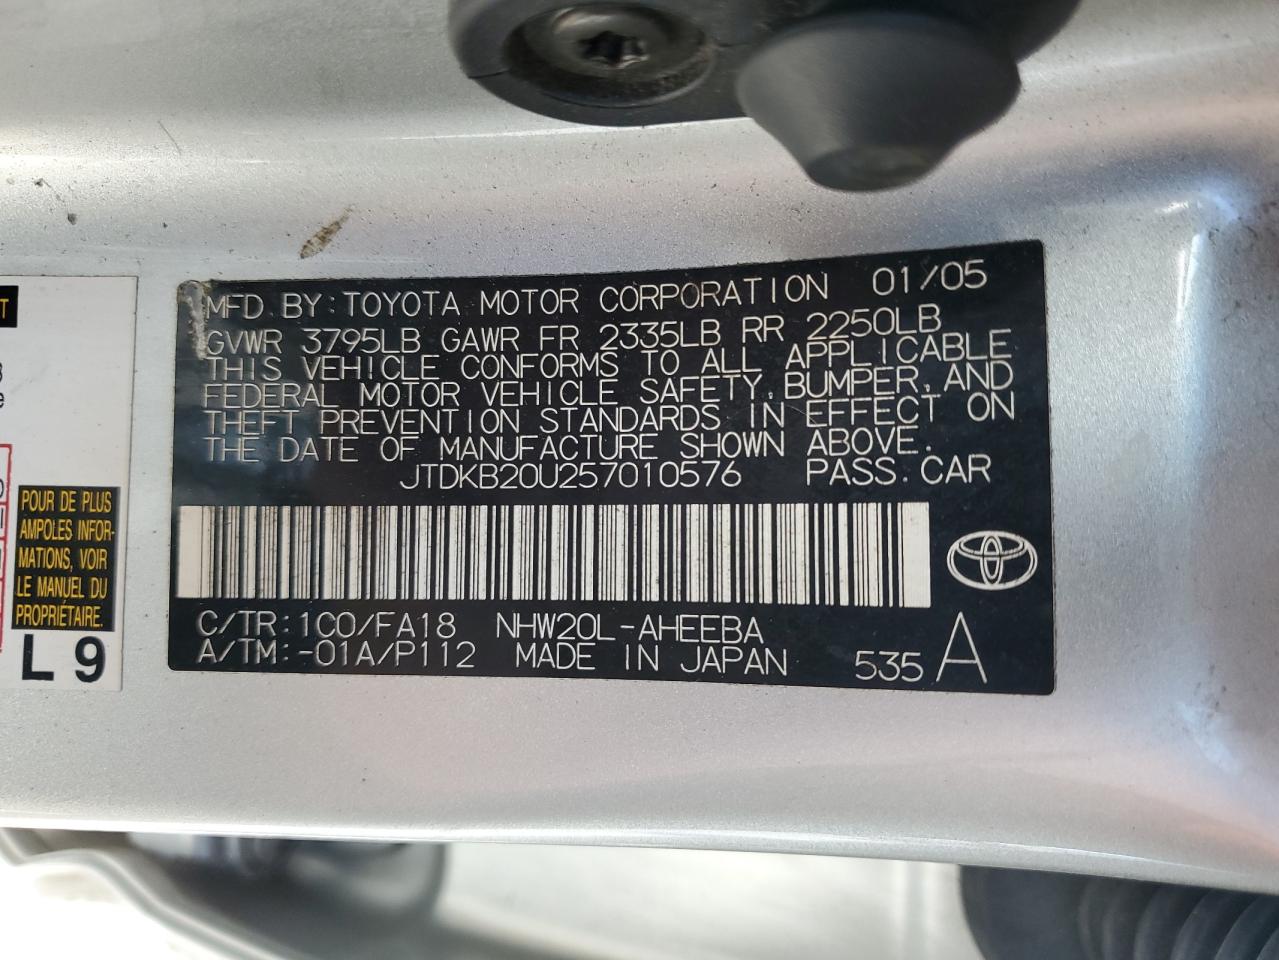 MFD BY: TOYOTA MOTOR CORPORATION 01/05
GVWR 3795LB GAWR FR 2335LB RR 2250LB
THIS VEHICLE CONFORMS TO ALL APPLICABLE
FEDERAL MOTOR VEHICLE SAFETY, BUMPER, AND
THEFT PREVENTION STANDARDS IN EFFECT ON
THE DATE OF MANUFACTURE SHOWN ABOVE.
JTDKB20U257010576 PASS. CAR
C/TR: 1C0/FA18 NHW20L-AHEEBA
A/TM: -01A/P112 MADE IN JAPAN 535 A
POUR DE PLUS
AMPOLES INFOR-
MATIONS, VOIR
LE MANUEL DU
PROPRIÉTAIRE.
L 9